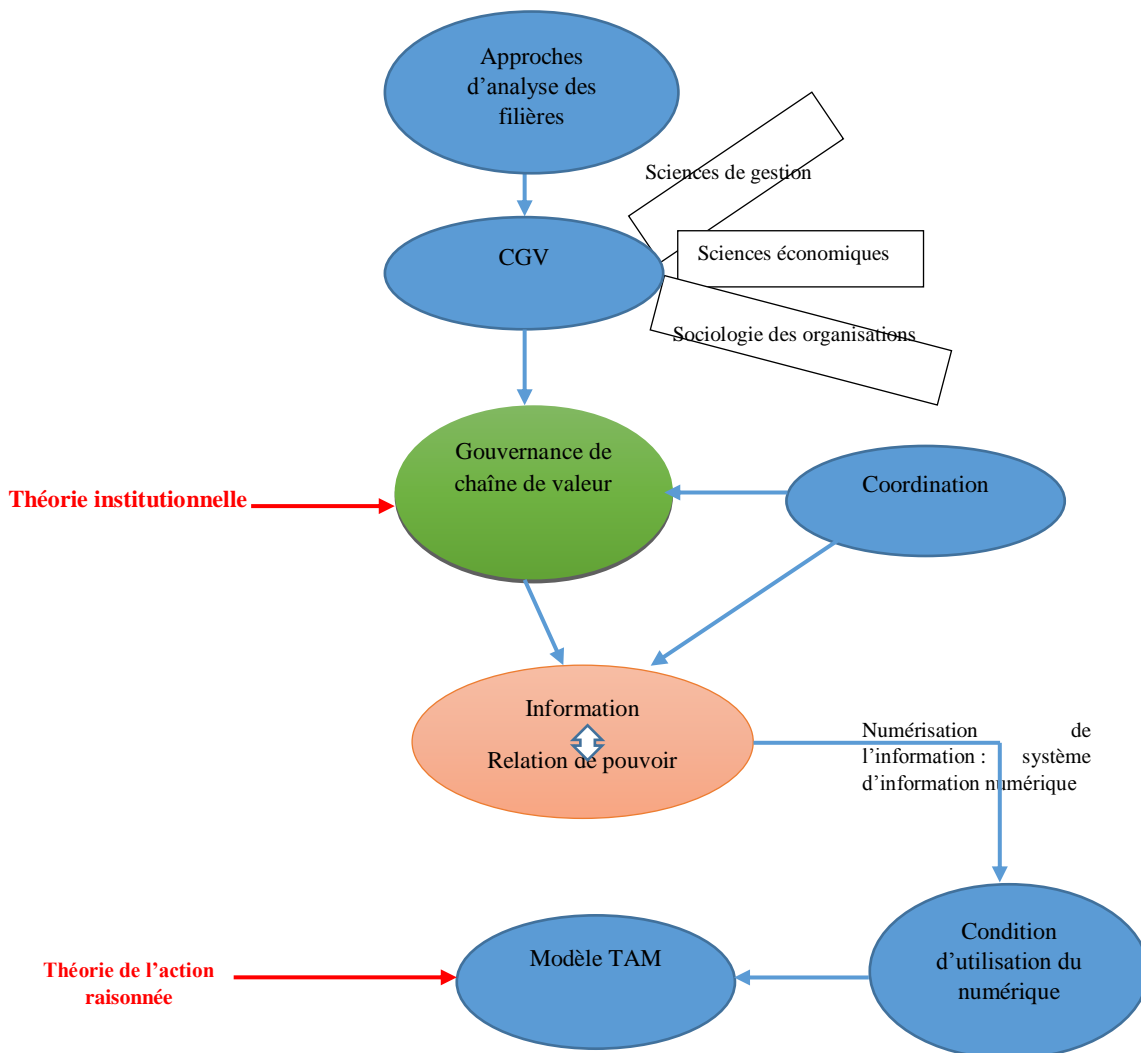 Approches
d'analyse des
filières
Sciences de gestion
CGV
Sciences économiques
Sociologie des organisations
Gouvernance de
chaîne de valeur
Théorie institutionnelle
Coordination
Information
Relation de pouvoir
Numérisation de
l'information : système
d'information numérique
Condition
d'utilisation du
numérique
Modèle TAM
Théorie de l'action
raisonnée